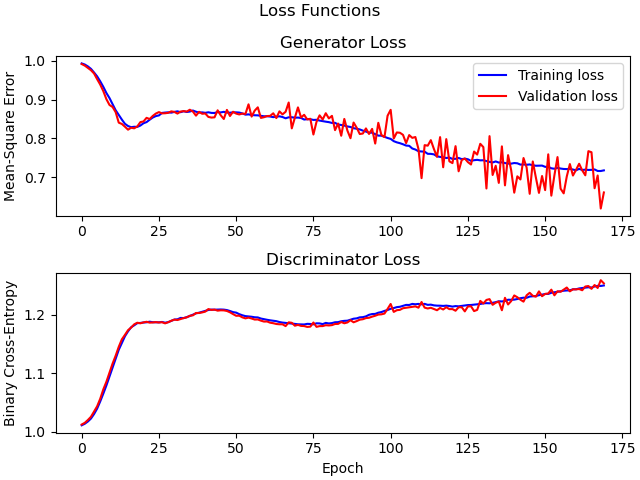 Loss Functions
Generator Loss
Mean-Square Error
1.0
0.9
0.8
0.7
Training loss
Validation loss
0 25 50 75 100 125 150 175
Discriminator Loss
Binary Cross-Entropy
1.2
1.1
1.0
0 25 50 75 100 125 150 175
Epoch